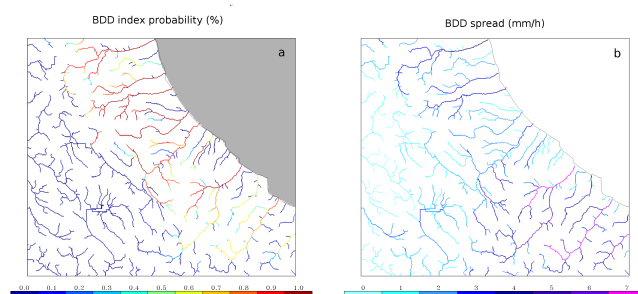 BDD index probability (%)
BDD spread (mm/h)
a
b
0.0 0.1 0.2 0.3 0.4 0.5 0.6 0.7 0.8 0.9 1.0
0 1 2 3 4 5 6 7